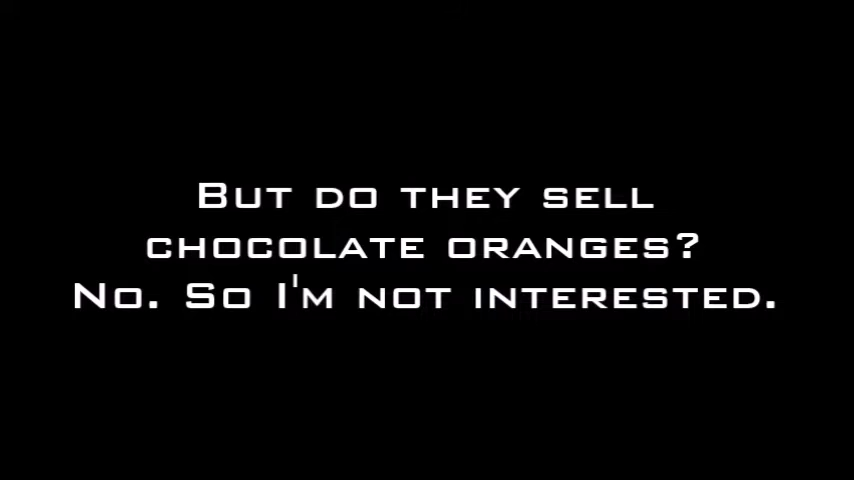 But do they sell
chocolate oranges?
No. So I'm not interested.